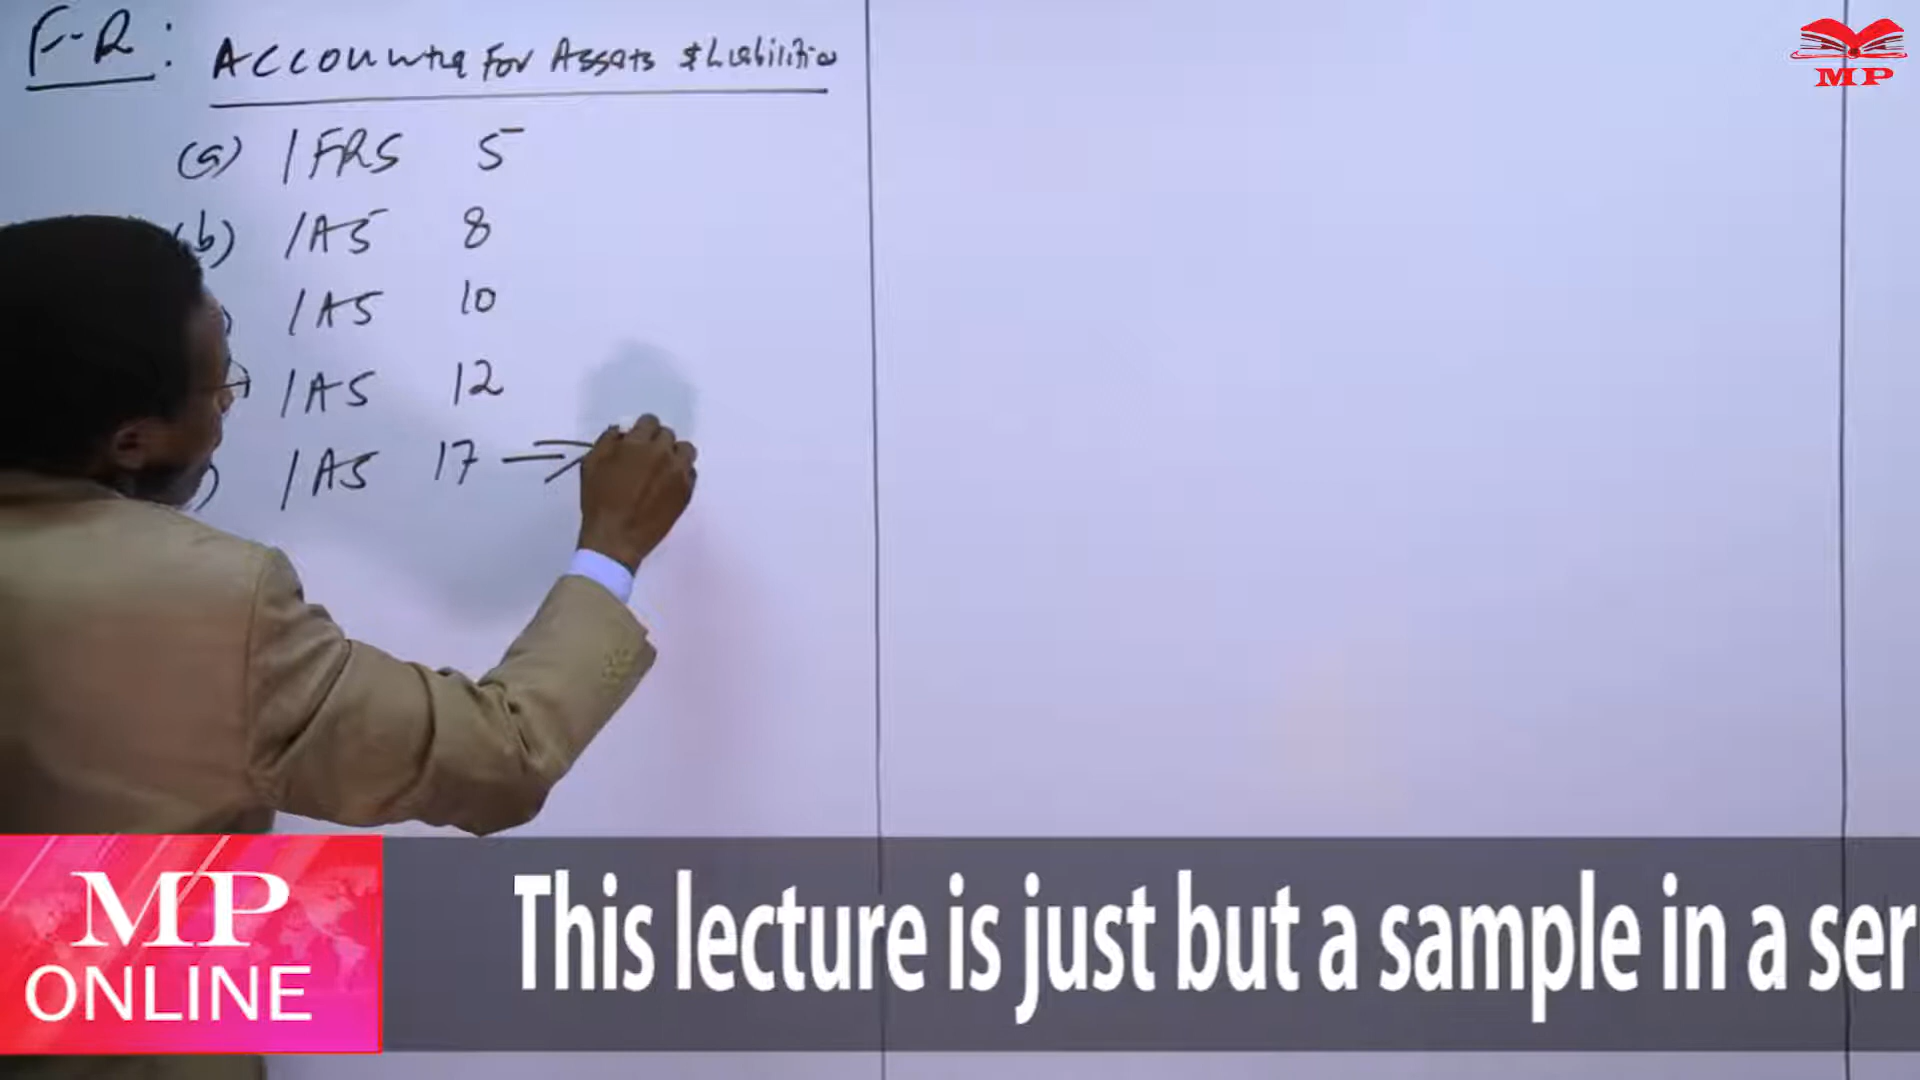 F-R: Accounting For Assets & Liabilities
(a) IFRS 5
(b) IAS 8
) IAS 10
IAS 12
) IAS 17 ⇒
MP
MP
ONLINE
This lecture is just but a sample in a ser